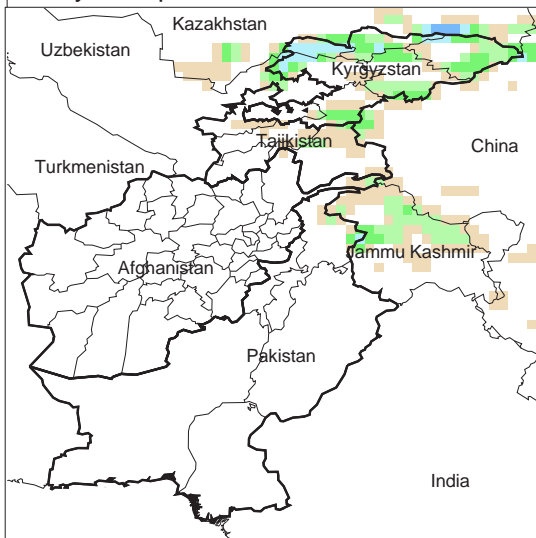 Kazakhstan
Uzbekistan
Kyrgyzstan
Tajikistan
China
Turkmenistan
Jammu Kashmir
Afghanistan
Pakistan
India